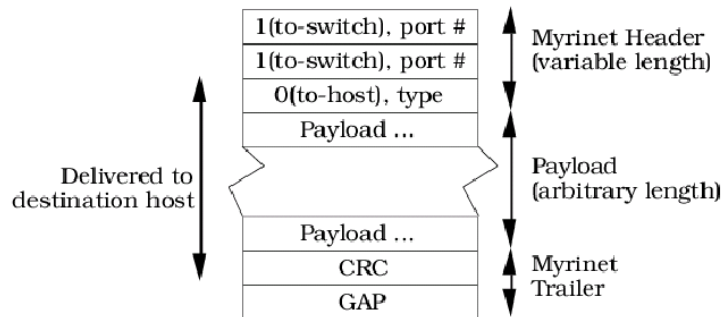 1(to-switch), port #
1(to-switch), port #
0(to-host), type
Payload ...
Payload ...
CRC
GAP
Myrinet Header
(variable length)
Delivered to
destination host
Payload
(arbitrary length)
Myrinet
Trailer